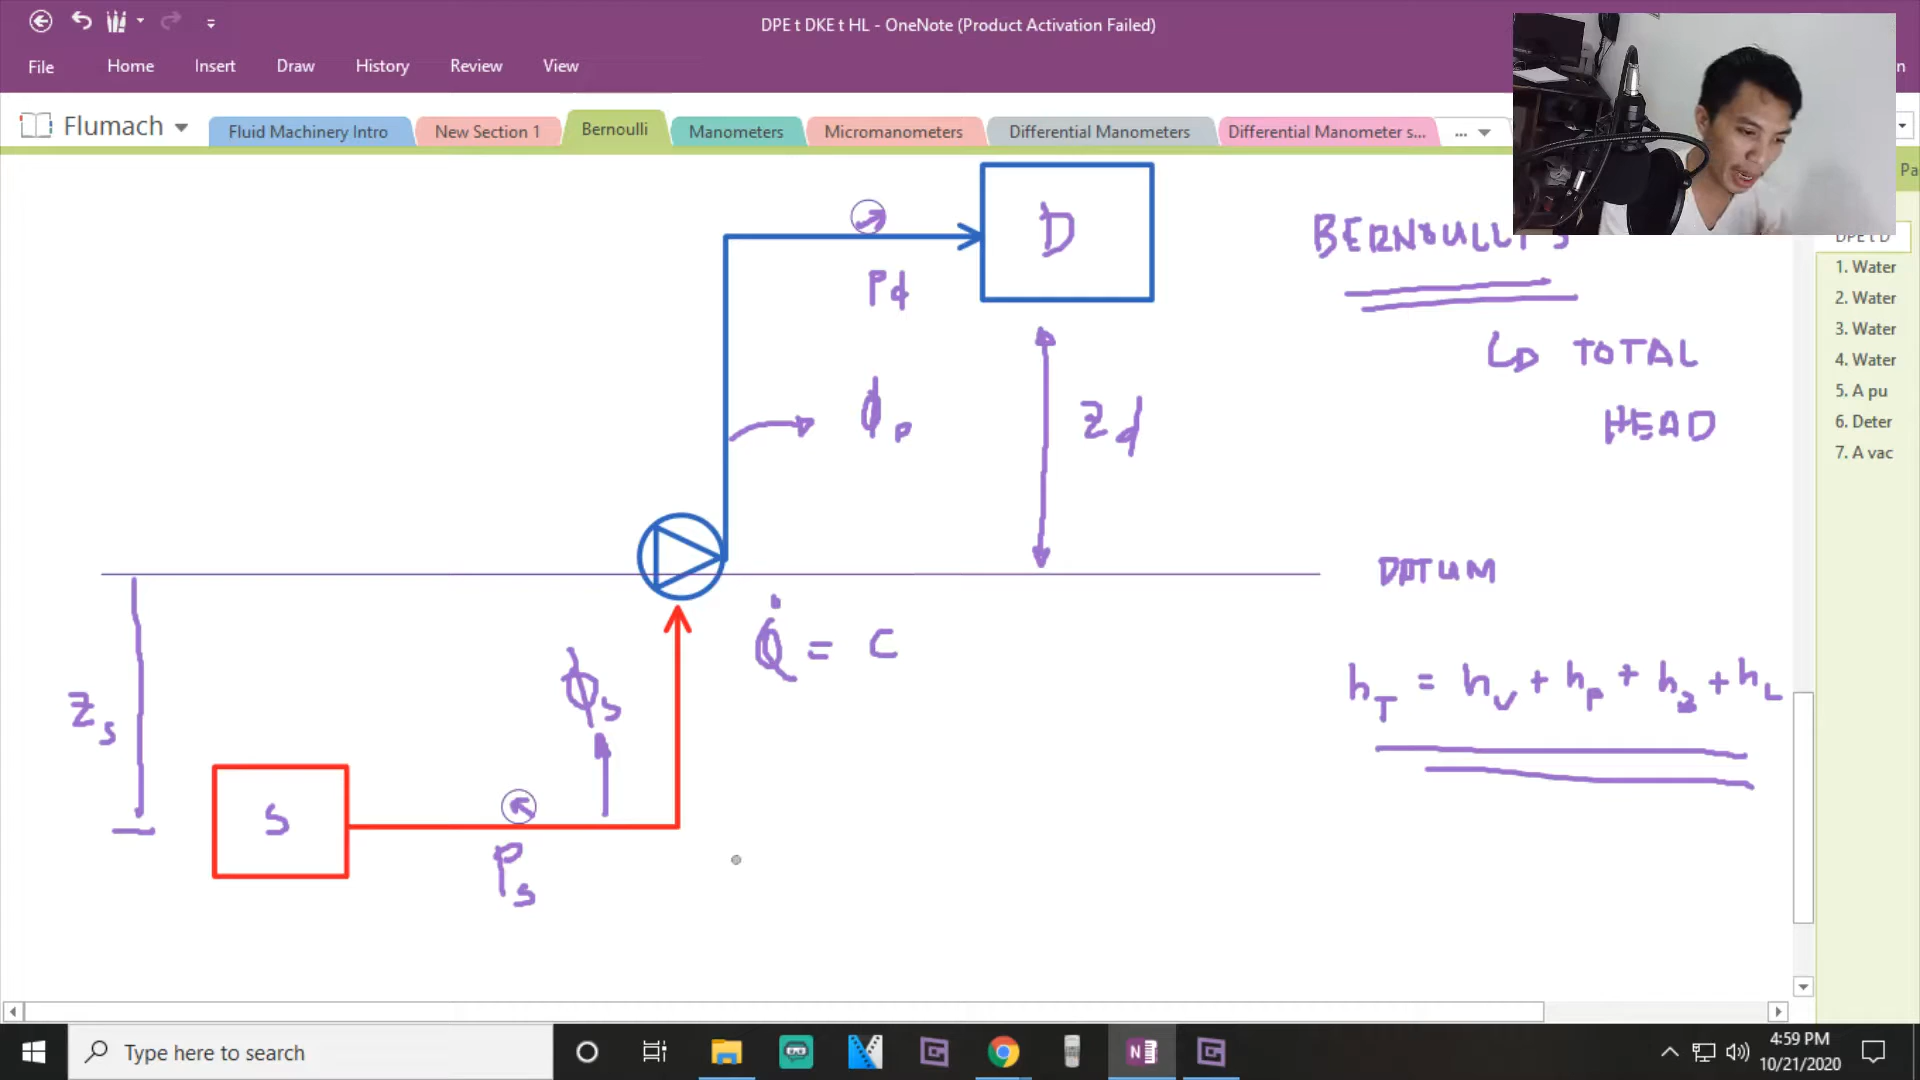 DPE t DKE t HL - OneNote (Product Activation Failed)
File Home Insert Draw History Review View
Flumach
Fluid Machinery Intro New Section 1 Bernoulli Manometers Micromanometers Differential Manometers Differential Manometer s... ...
Pa
DPE t D
1. Water
2. Water
3. Water
4. Water
5. A pu
6. Deter
7. A vac
D
BERNOULLI'S
Pd
TOTAL
HEAD
ϕp
Zd
DATUM
Q̇ = C
ϕs
Zs
hT = hv + hp + hz + hL
S
Ps
Type here to search
N
4:59 PM
10/21/2020